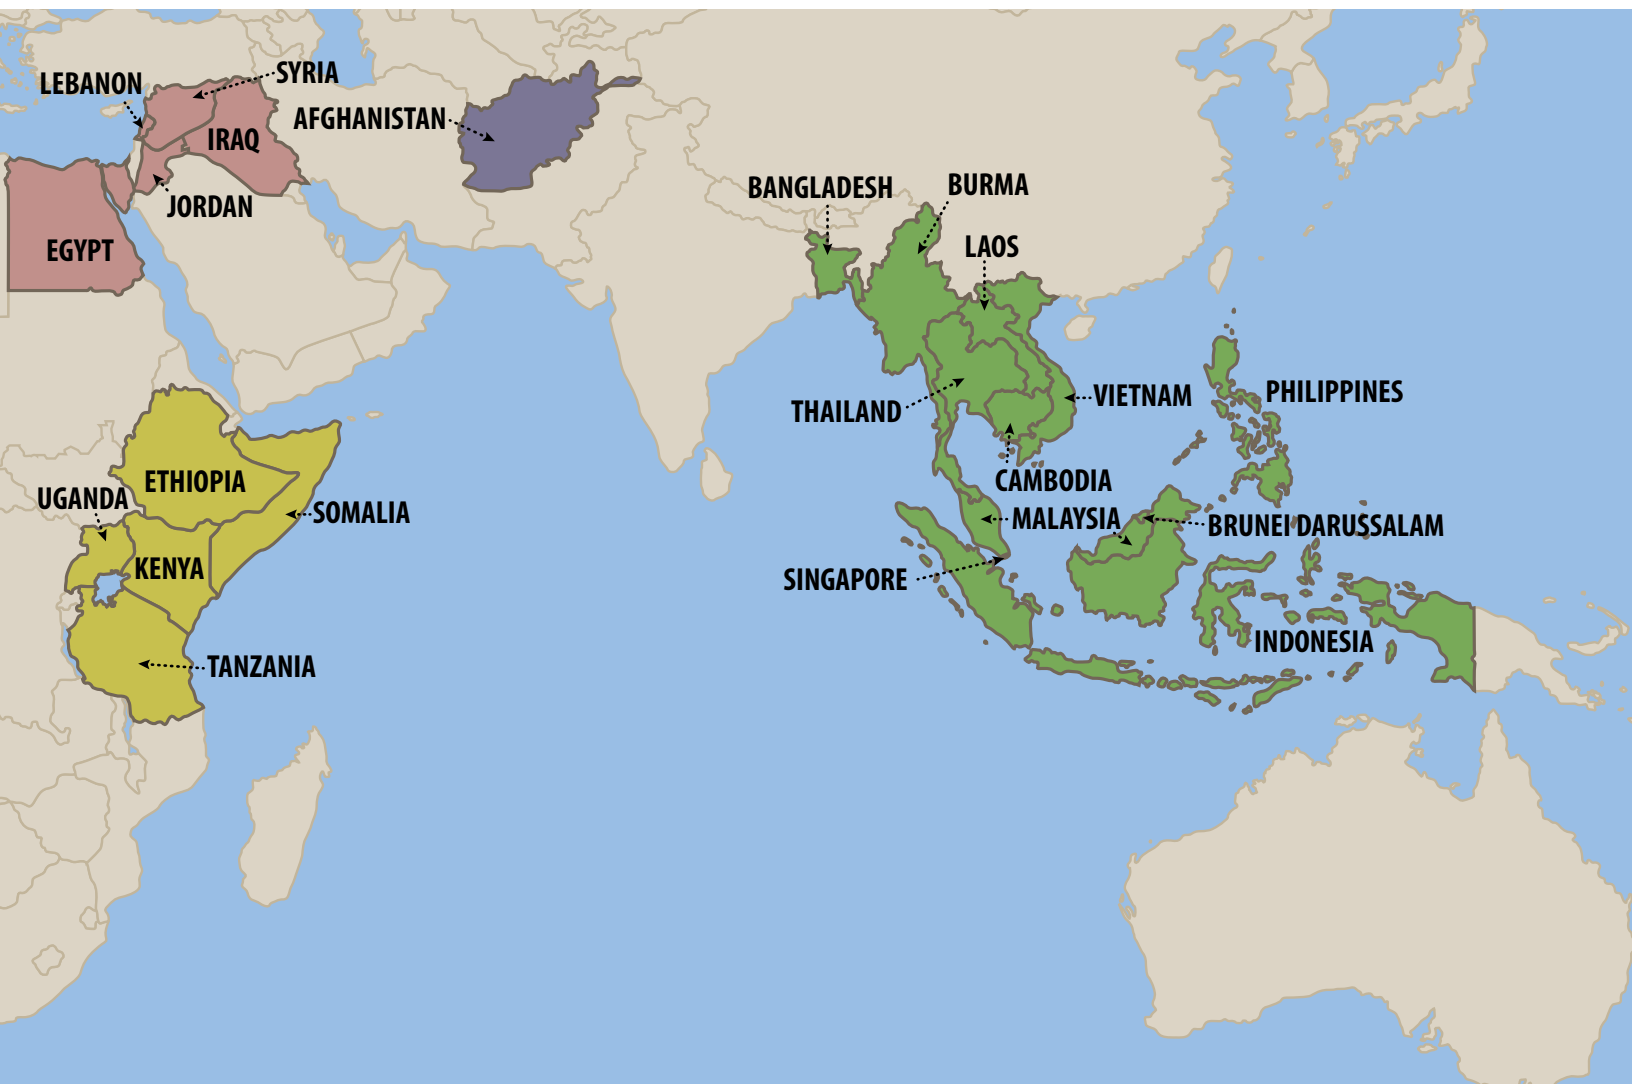 SYRIA
LEBANON
AFGHANISTAN
IRAQ
JORDAN
EGYPT
BANGLADESH
BURMA
LAOS
THAILAND
VIETNAM
PHILIPPINES
CAMBODIA
ETHIOPIA
UGANDA
SOMALIA
MALAYSIA
BRUNEI DARUSSALAM
KENYA
SINGAPORE
INDONESIA
TANZANIA